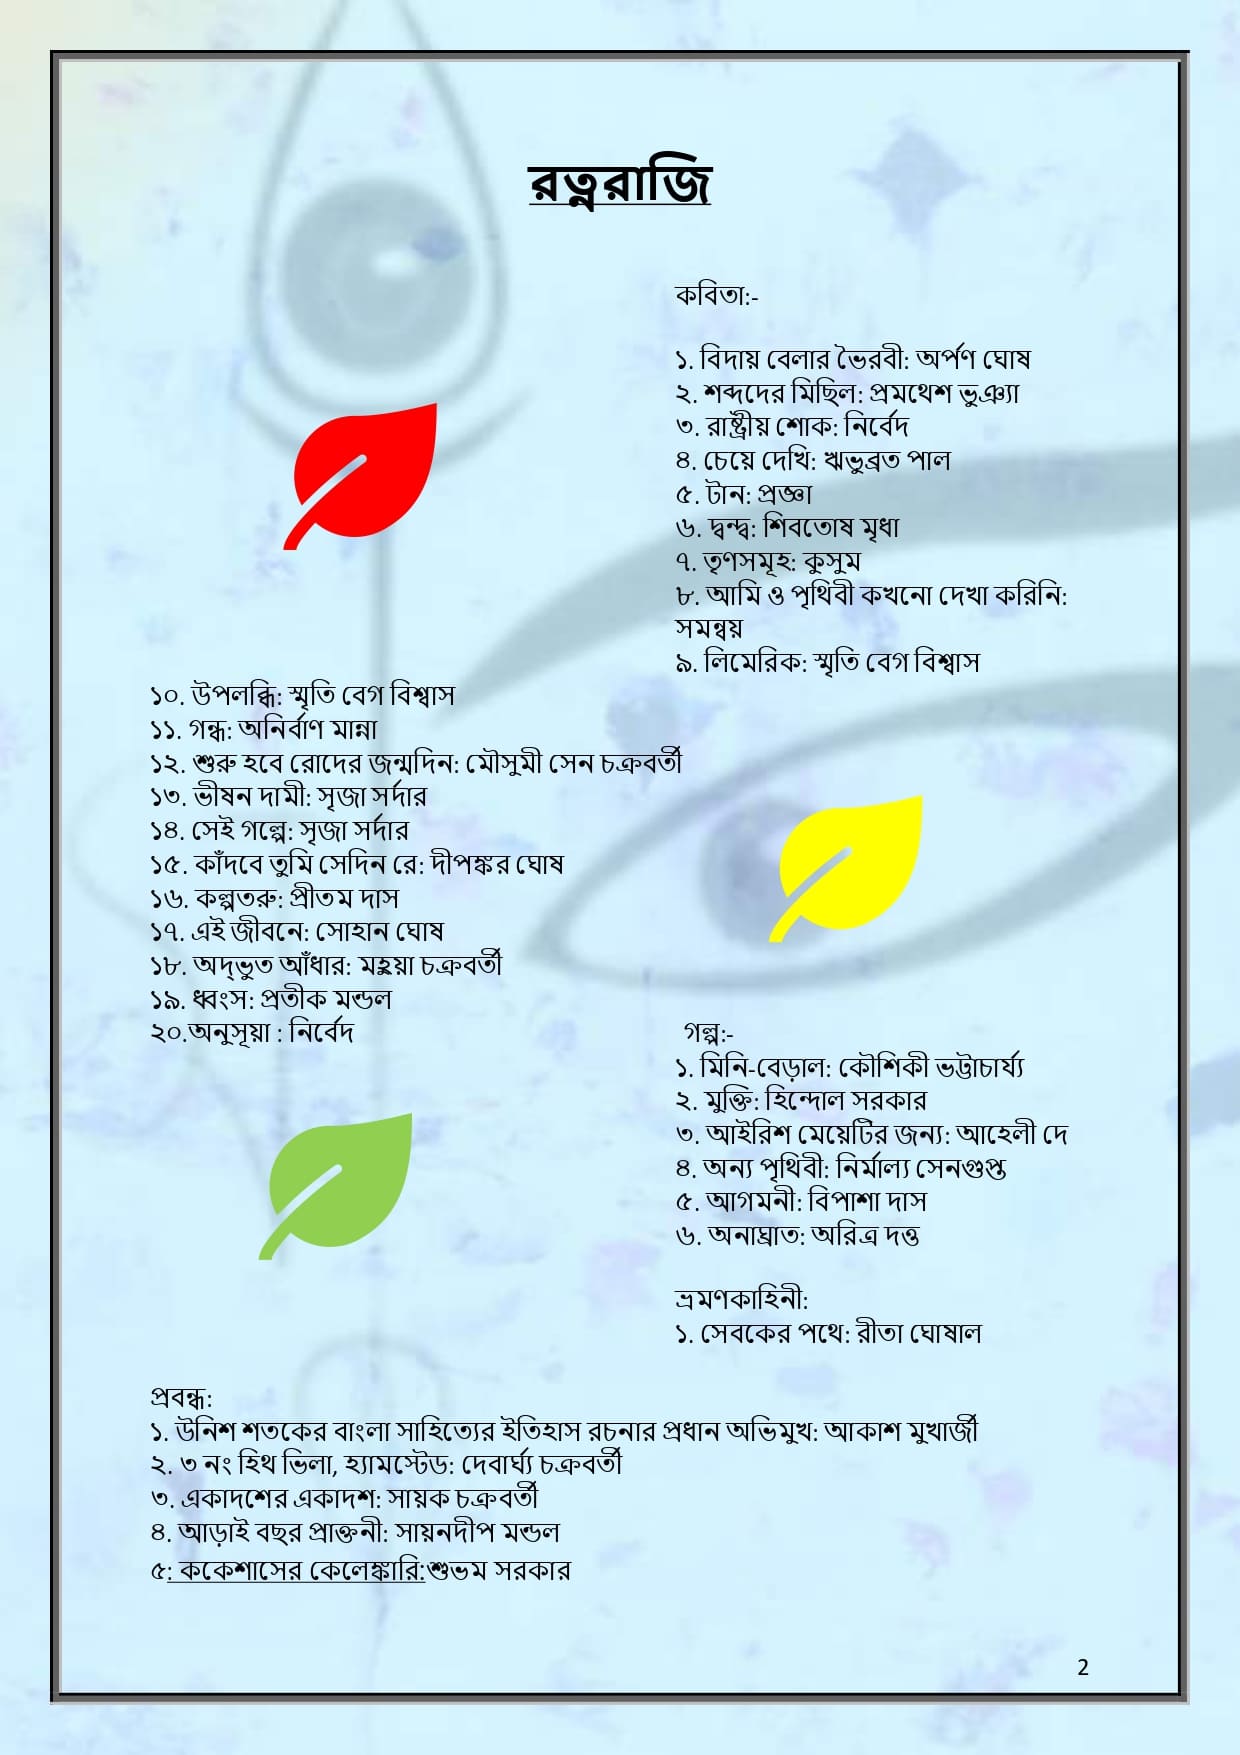 রত্নরাজি
কবিতা:-
১. বিদায় বেলার ভৈরবী: অর্পণ ঘোষ
২. শব্দদের মিছিল: প্রমথেশ ভুঞ্যা
৩. রাষ্ট্রীয় শোক: নির্বেদ
৪. চেয়ে দেখি: ঋভুব্রত পাল
৫. টান: প্রজ্ঞা
৬. দ্বন্দ্ব: শিবতোষ মৃধা
৭. তৃণসমূহ: কুসুম
৮. আমি ও পৃথিবী কখনো দেখা করিনি:
সমন্বয়
৯. লিমেরিক: স্মৃতি বেগ বিশ্বাস
১০. উপলব্ধি: স্মৃতি বেগ বিশ্বাস
১১. গন্ধ: অনির্বাণ মান্না
১২. শুরু হবে রোদের জন্মদিন: মৌসুমী সেন চক্রবর্তী
১৩. ভীষন দামী: সৃজা সর্দার
১৪. সেই গল্পে: সৃজা সর্দার
১৫. কাঁদবে তুমি সেদিন রে: দীপঙ্কর ঘোষ
১৬. কল্পতরু: প্রীতম দাস
১৭. এই জীবনে: সোহান ঘোষ
১৮. অদ্ভুত আঁধার: মহুয়া চক্রবর্তী
১৯. ধ্বংস: প্রতীক মন্ডল
২০.অনুসূয়া : নির্বেদ
গল্প:-
১. মিনি-বেড়াল: কৌশিকী ভট্টাচার্য্য
২. মুক্তি: হিন্দোল সরকার
৩. আইরিশ মেয়েটির জন্য: আহেলী দে
৪. অন্য পৃথিবী: নির্মাল্য সেনগুপ্ত
৫. আগমনী: বিপাশা দাস
৬. অনাঘ্রাত: অরিত্র দত্ত
ভ্রমণকাহিনী:
১. সেবকের পথে: রীতা ঘোষাল
প্রবন্ধ:
১. উনিশ শতকের বাংলা সাহিত্যের ইতিহাস রচনার প্রধান অভিমুখ: আকাশ মুখার্জী
২. ৩ নং হিথ ভিলা, হ্যামস্টেড: দেবার্ঘ্য চক্রবর্তী
৩. একাদশের একাদশ: সায়ক চক্রবর্তী
৪. আড়াই বছর প্রাক্তনী: সায়নদীপ মন্ডল
৫: ককেশাসের কেলেঙ্কারি:শুভম সরকার
2